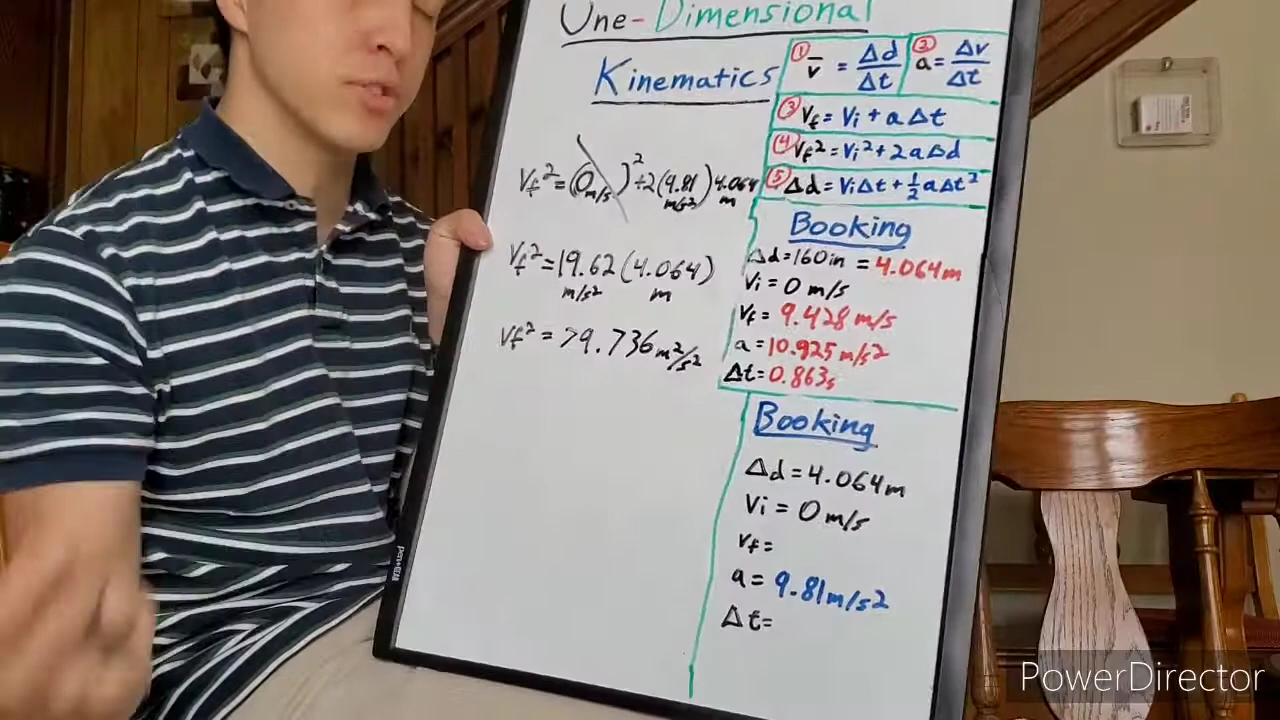 One-Dimensional
Kinematics
① v̅ = Δd/Δt
② a = Δv/Δt
③ Vf = Vi + aΔt
④ Vf² = Vi² + 2aΔd
⑤ Δd = ViΔt + ½aΔt²
Vf² = (0 m/s)² + 2(9.81 m/s²)4.064 m
Vf² = 19.62 m/s² (4.064) m
Vf² = 79.736 m²/s²
Booking
Δd = 160in = 4.064m
Vi = 0 m/s
Vf = 9.428 m/s
a = 10.925 m/s²
Δt = 0.863s
Booking
Δd = 4.064m
Vi = 0 m/s
Vf =
a = 9.81m/s2
Δt =
pen+GEAR
PowerDirector